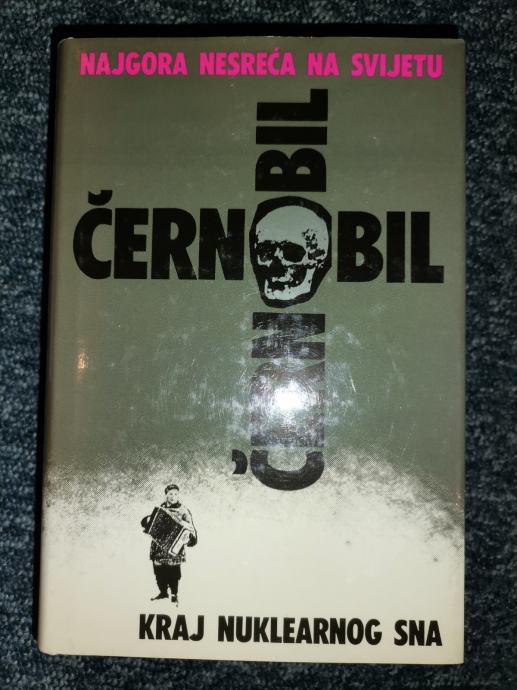 NAJGORA NESREĆA NA SVIJETU
ČERNOBIL
ČERNOBIL
KRAJ NUKLEARNOG SNA